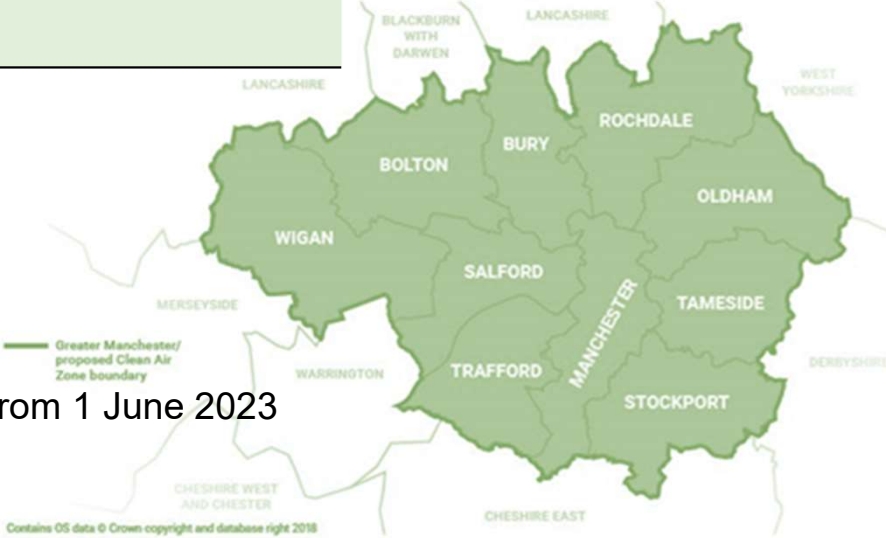 BLACKBURN
WITH
DARWEN
LANCASHIRE
LANCASHIRE
WEST
YORKSHIRE
ROCHDALE
BURY
BOLTON
OLDHAM
WIGAN
SALFORD
MANCHESTER
TAMESIDE
MERSEYSIDE
Greater Manchester/
proposed Clean Air
Zone boundary
WARRINGTON
TRAFFORD
DERBYSHIRE
STOCKPORT
rom 1 June 2023
CHESHIRE WEST
AND CHESTER
CHESHIRE EAST
Contains OS data © Crown copyright and database right 2018